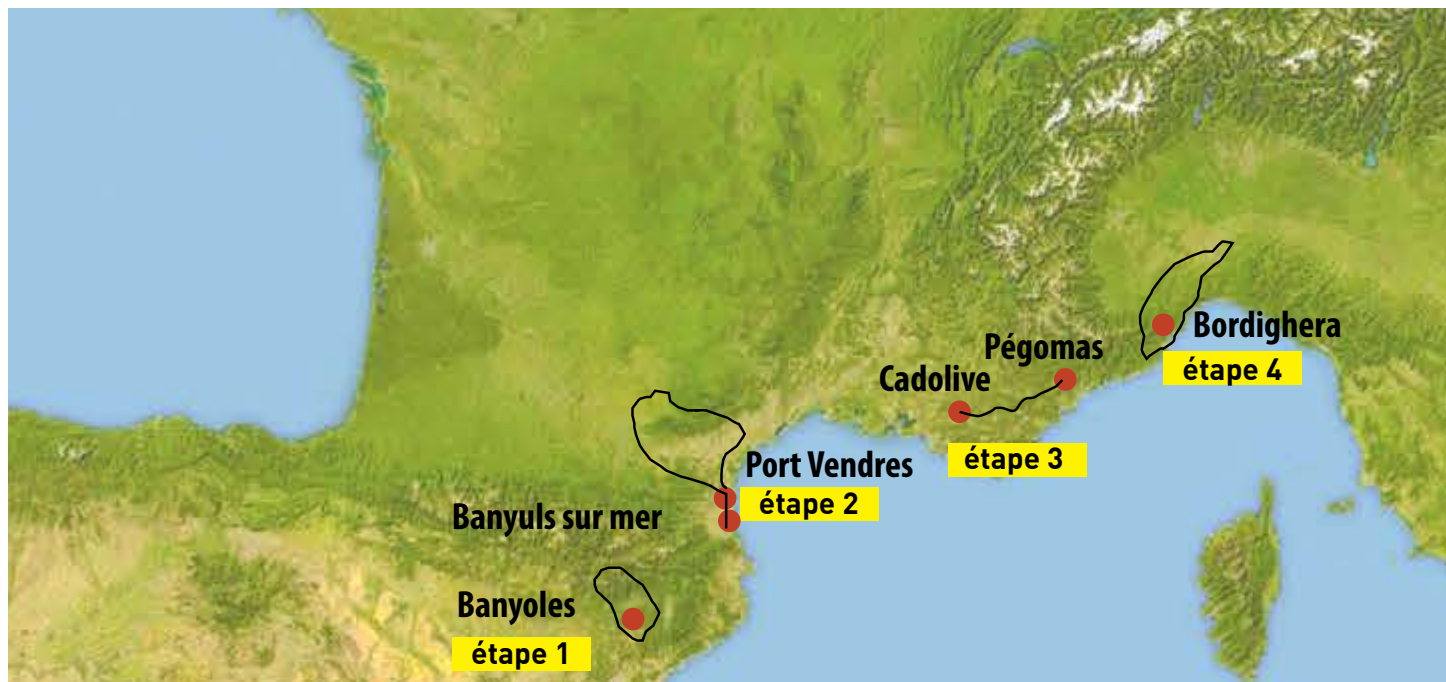 Bordighera
étape 4
Pégomas
Cadolive
étape 3
Port Vendres
étape 2
Banyuls sur mer
Banyoles
étape 1